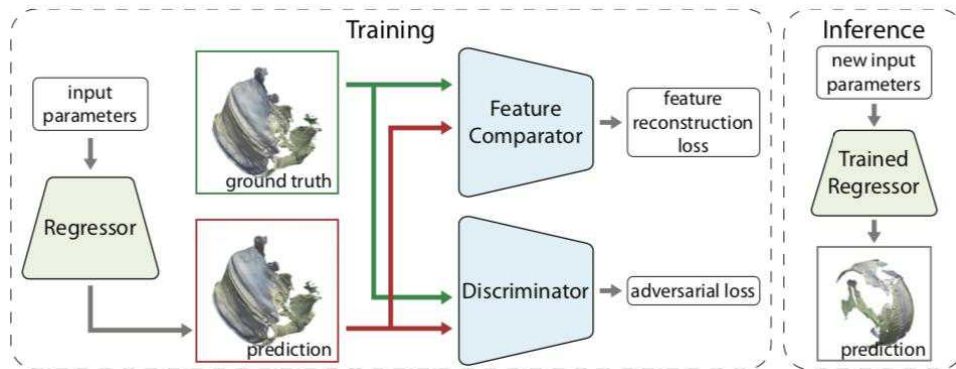 Training
input
parameters
Regressor
ground truth
prediction
Feature
Comparator
feature
reconstruction
loss
Discriminator
adversarial loss
Inference
new input
parameters
Trained
Regressor
prediction